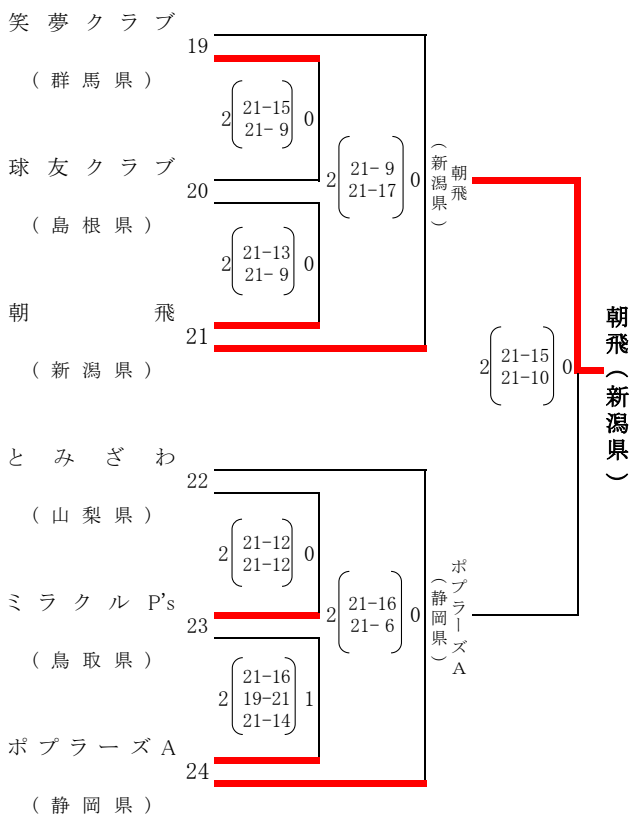 笑夢クラブ
19
(群馬県)
2 21-15 0
21- 9
球友クラブ
20
(島根県)
2 21-13 0
21- 9
朝飛
21
(新潟県)
2 21- 9 0
21-17
朝飛
(新潟県)
とみざわ
22
(山梨県)
2 21-12 0
21-12
ミラクルP's
23
(鳥取県)
2 21-16 1
19-21
21-14
ポプラーズA
24
(静岡県)
2 21-16 0
21- 6
ポプラーズA
(静岡県)
2 21-15 0
21-10
朝飛(新潟県)